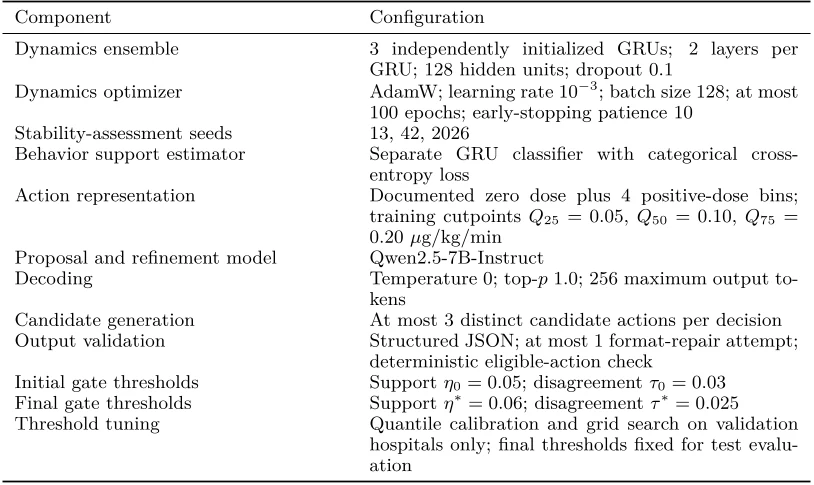 Component Configuration
Dynamics ensemble 3 independently initialized GRUs; 2 layers per
GRU; 128 hidden units; dropout 0.1
Dynamics optimizer AdamW; learning rate 10⁻³; batch size 128; at most
100 epochs; early-stopping patience 10
Stability-assessment seeds 13, 42, 2026
Behavior support estimator Separate GRU classifier with categorical cross-
entropy loss
Action representation Documented zero dose plus 4 positive-dose bins;
training cutpoints Q₂₅ = 0.05, Q₅₀ = 0.10, Q₇₅ =
0.20 μg/kg/min
Proposal and refinement model Qwen2.5-7B-Instruct
Decoding Temperature 0; top-p 1.0; 256 maximum output to-
kens
Candidate generation At most 3 distinct candidate actions per decision
Output validation Structured JSON; at most 1 format-repair attempt;
deterministic eligible-action check
Initial gate thresholds Support η₀ = 0.05; disagreement τ₀ = 0.03
Final gate thresholds Support η* = 0.06; disagreement τ* = 0.025
Threshold tuning Quantile calibration and grid search on validation
hospitals only; final thresholds fixed for test evalu-
ation